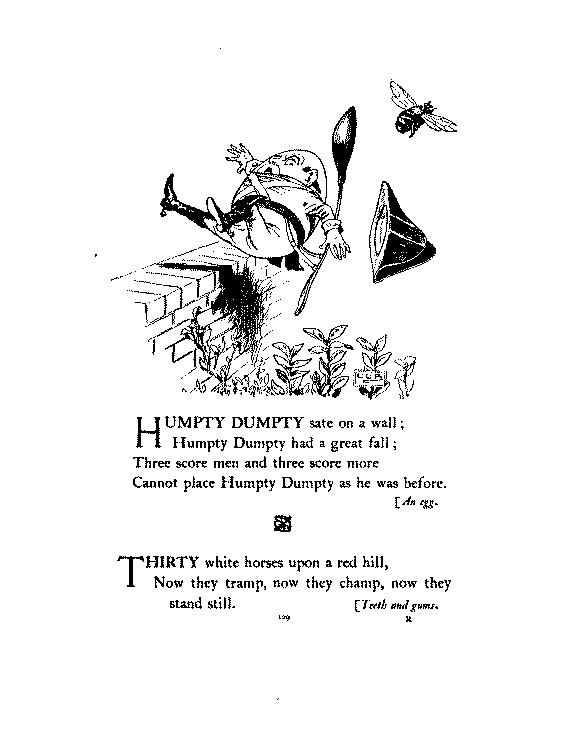 HUMPTY DUMPTY sate on a wall;
Humpty Dumpty had a great fall;
Three score men and three score more
Cannot place Humpty Dumpty as he was before.
[An egg.
THIRTY white horses upon a red hill,
Now they tramp, now they champ, now they
stand still. [Teeth and gums.
129 R